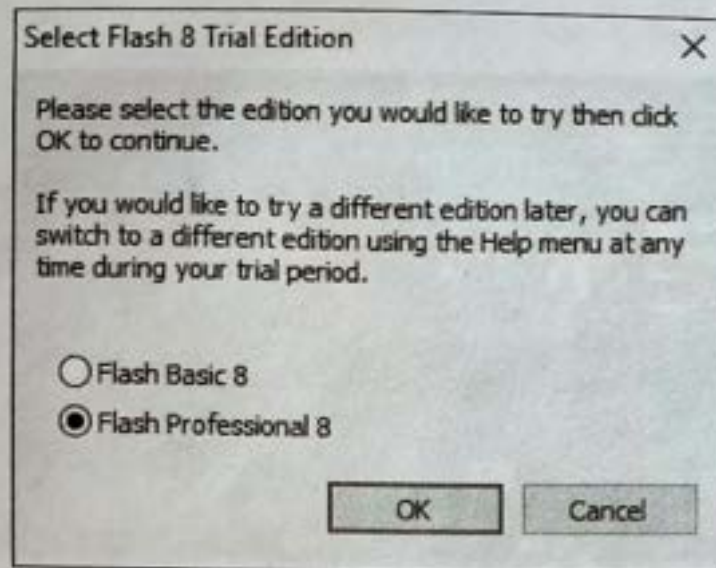 Select Flash 8 Trial Edition
Please select the edition you would like to try then click
OK to continue.
If you would like to try a different edition later, you can
switch to a different edition using the Help menu at any
time during your trial period.
Flash Basic 8
Flash Professional 8
OK
Cancel